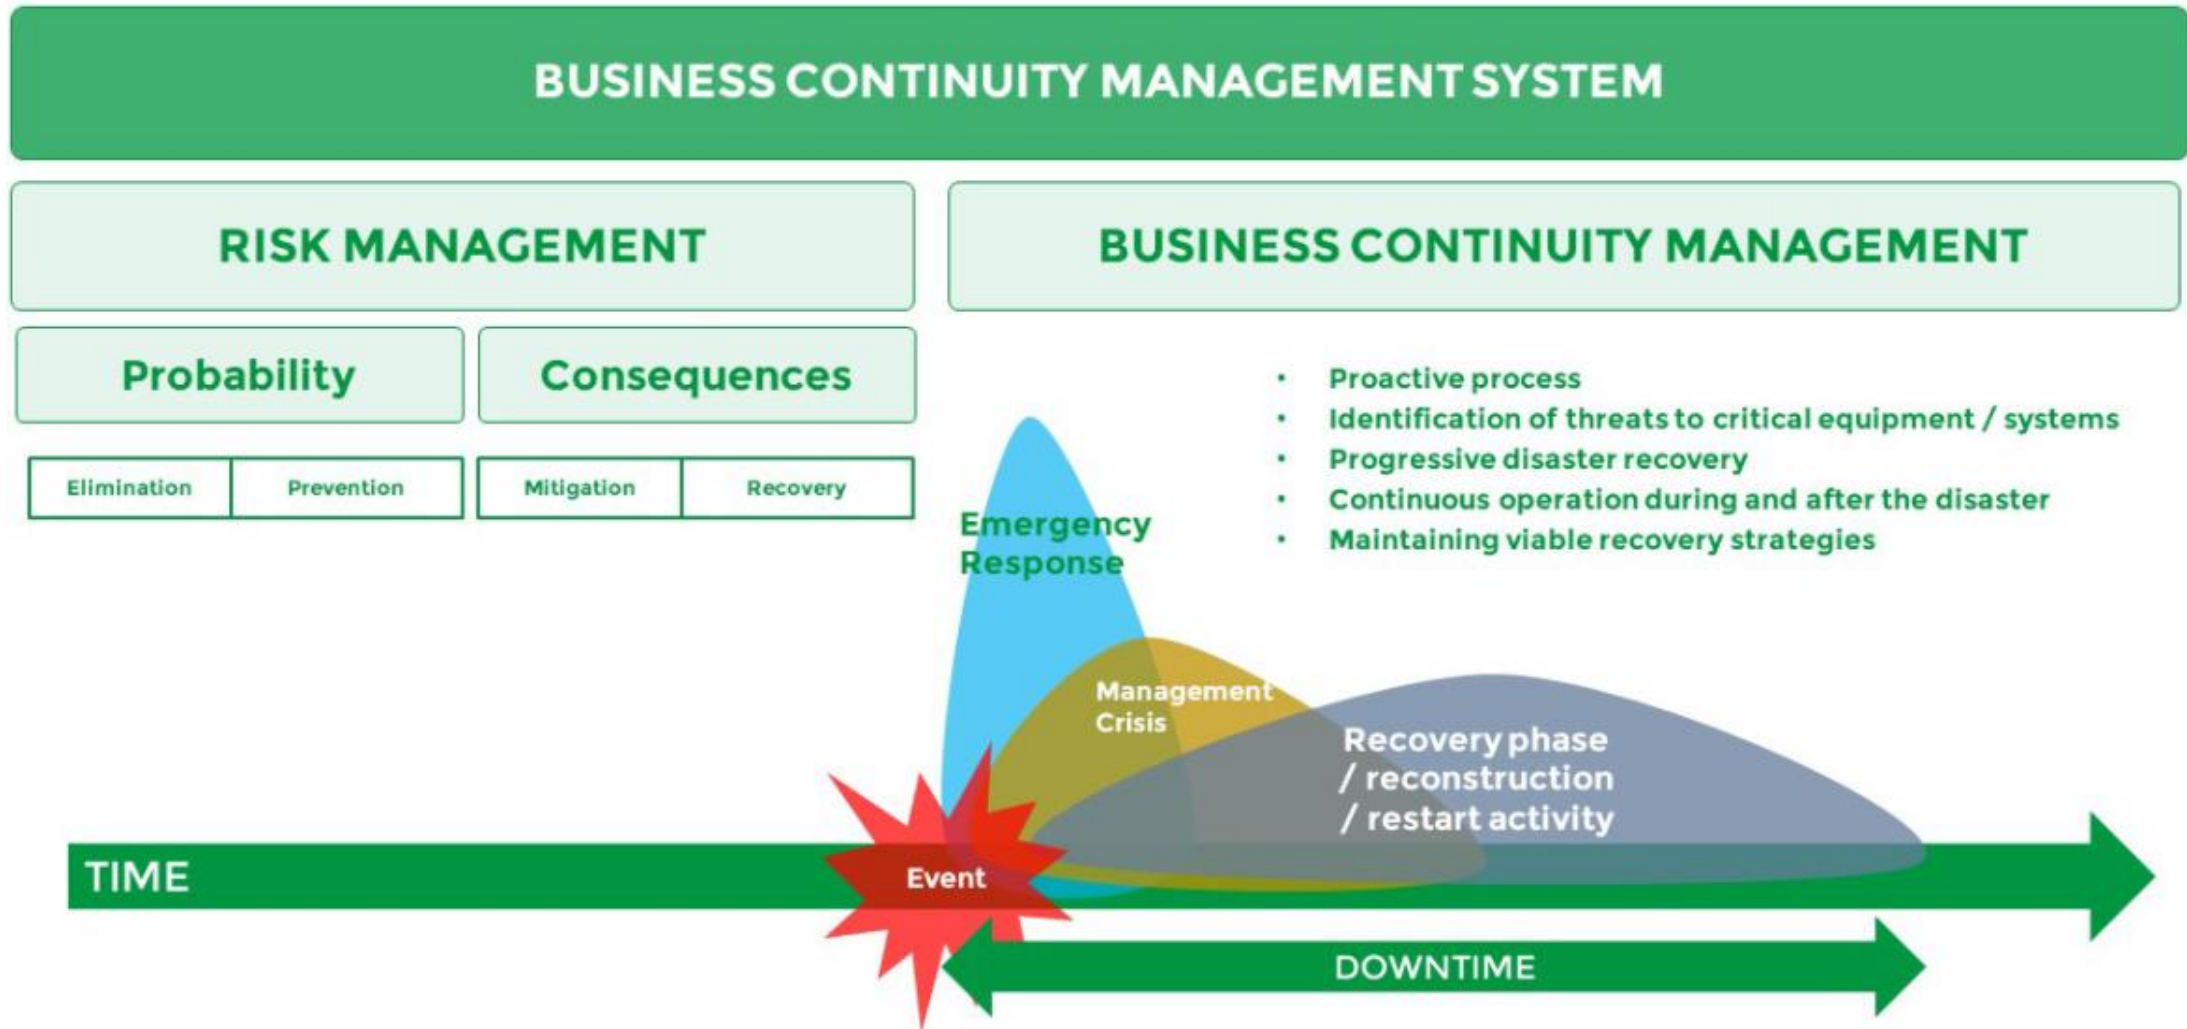 BUSINESS CONTINUITY MANAGEMENT SYSTEM
RISK MANAGEMENT
BUSINESS CONTINUITY MANAGEMENT
Probability
Consequences
Elimination
Prevention
Mitigation
Recovery
• Proactive process
• Identification of threats to critical equipment / systems
• Progressive disaster recovery
• Continuous operation during and after the disaster
• Maintaining viable recovery strategies
Emergency
Response
Management
Crisis
Recovery phase
/ reconstruction
/ restart activity
TIME
Event
DOWNTIME